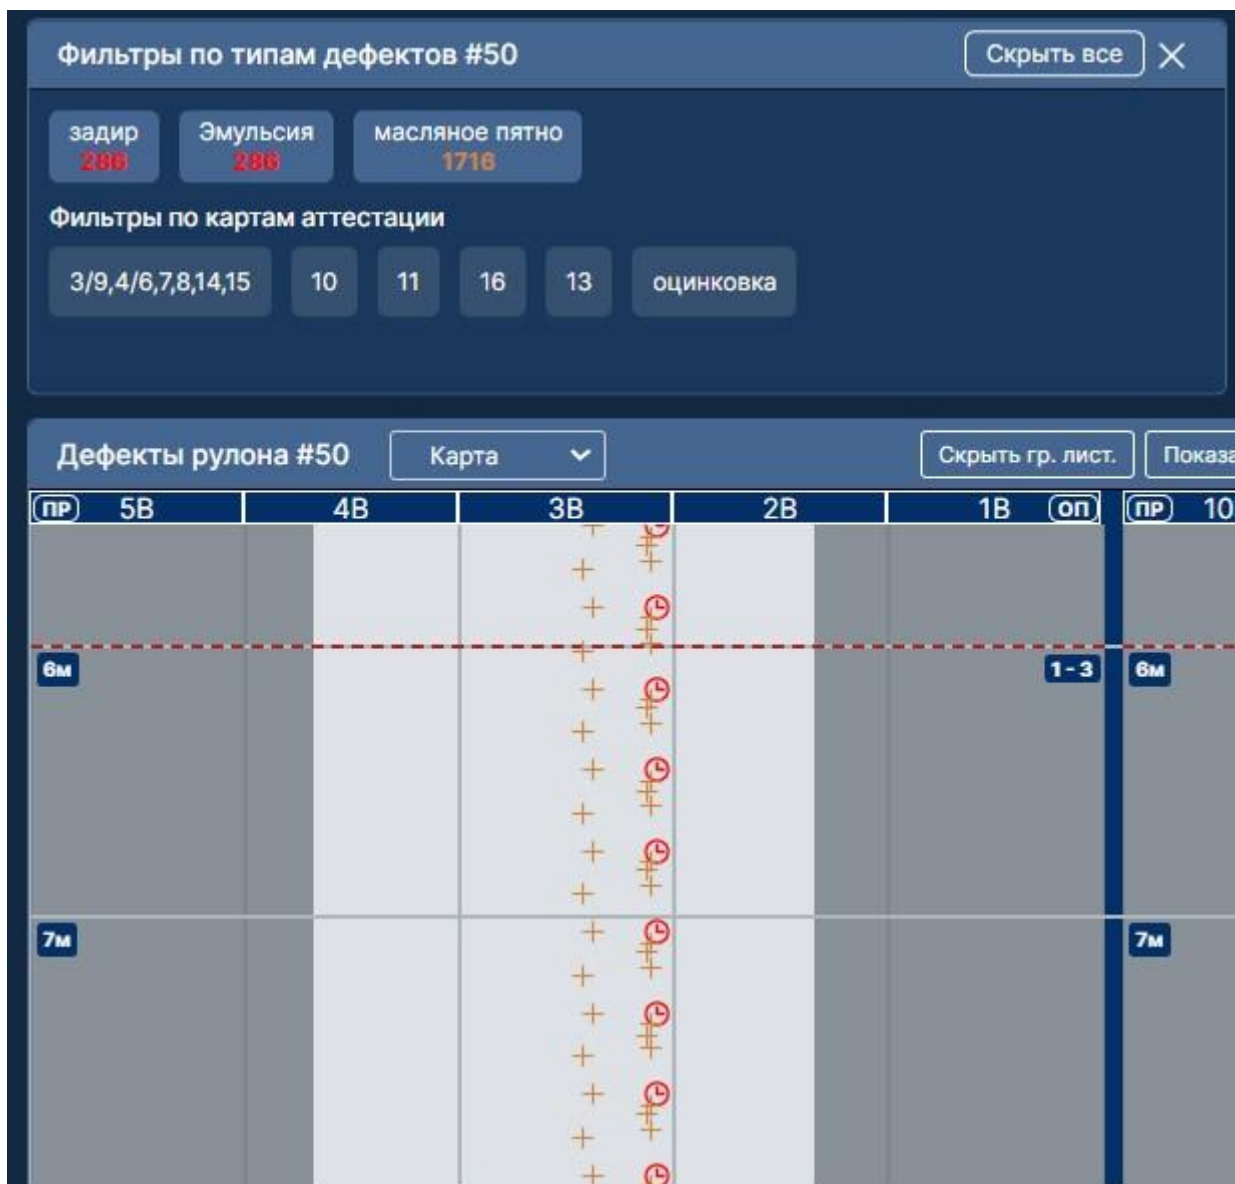 Фильтры по типам дефектов #50 Скрыть все
задир Эмульсия масляное пятно
286 286 1716
Фильтры по картам аттестации
3/9,4/6,7,8,14,15 10 11 16 13 оцинковка
Дефекты рулона #50 Карта Скрыть гр. лист. Показа
ПР 5В 4В 3В 2В 1В ОП ПР 10
6м 1-3 6м
7м 7м